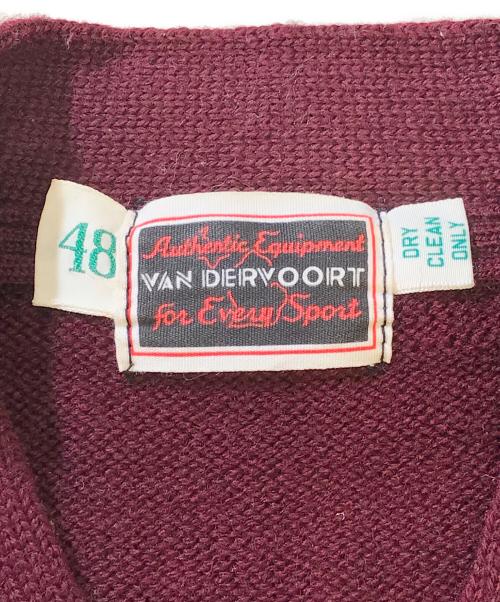 48
Authentic Equipment
VAN DERVOORT
for Every Sport
DRY
CLEAN
ONLY